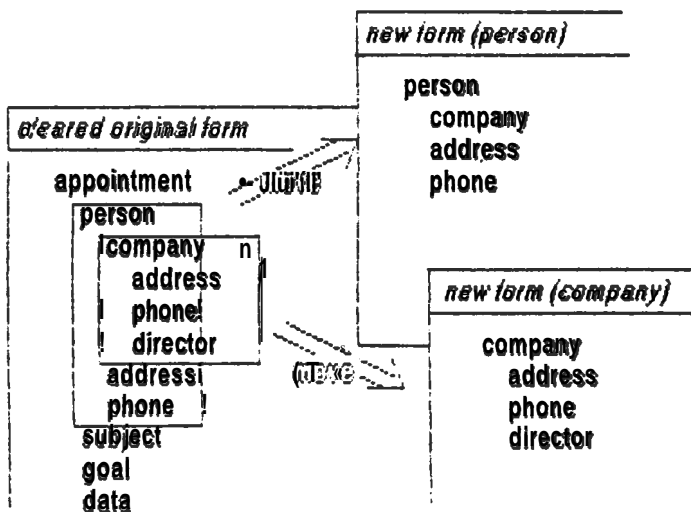 new form (person)
person
company
address
phone
cleared original form
appointment
person
company n
address
phone
director
address
phone
subject
goal
data
new form (company)
company
address
phone
director